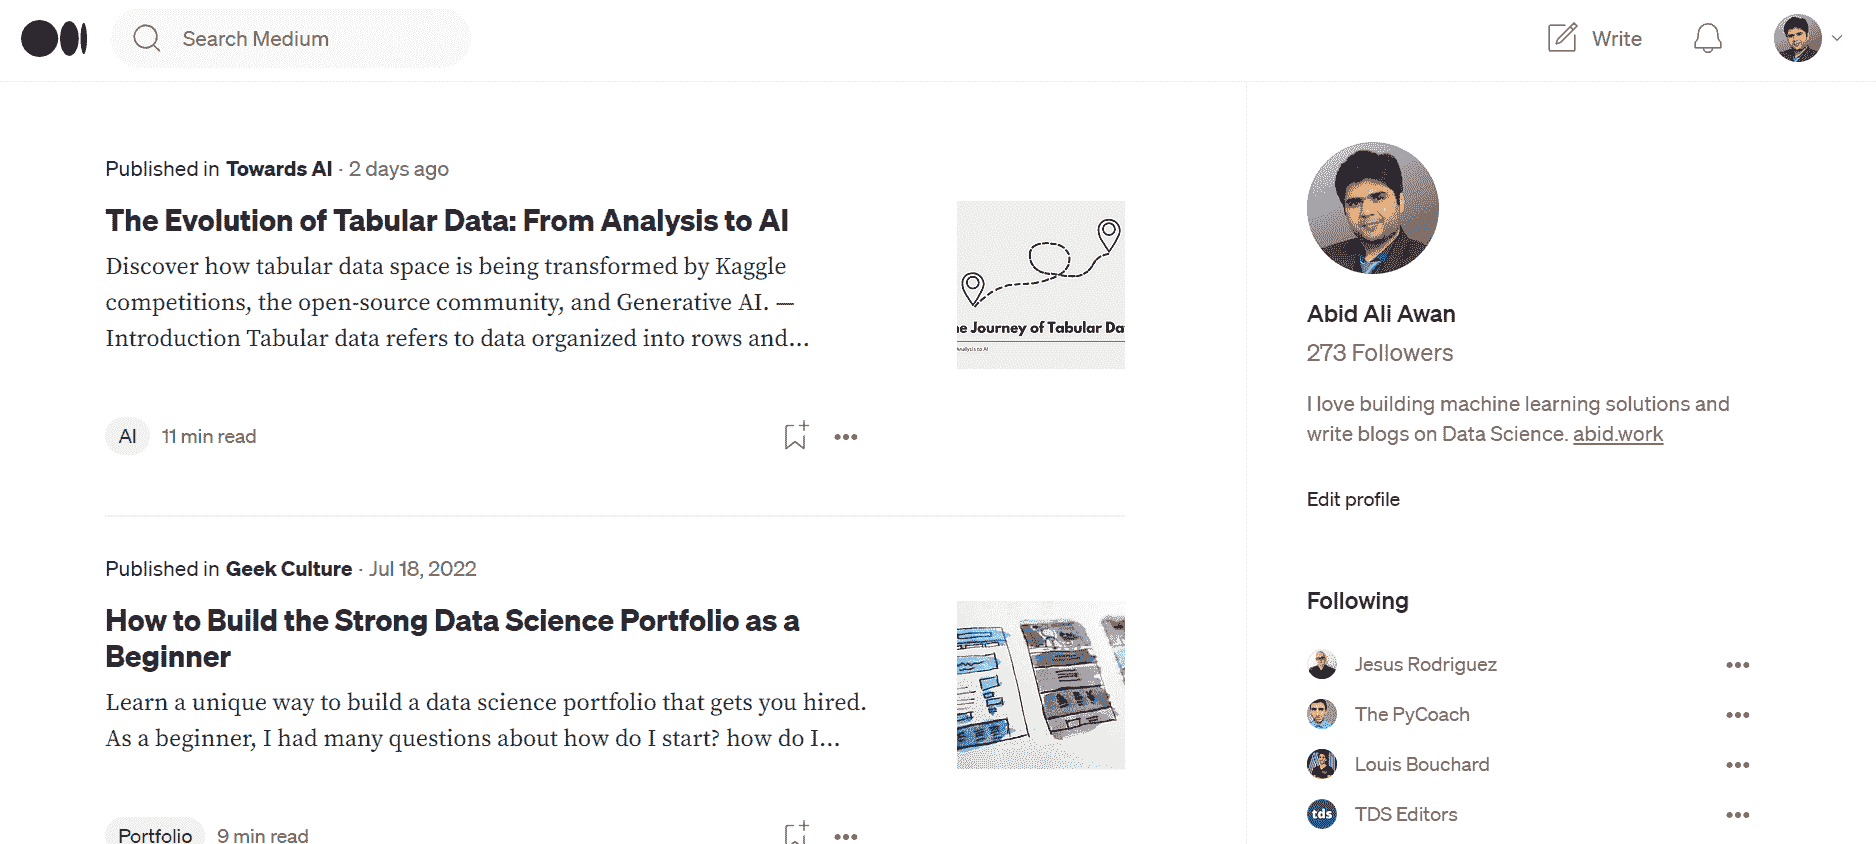 Search Medium
Write
Published in Towards AI · 2 days ago
The Evolution of Tabular Data: From Analysis to AI
Discover how tabular data space is being transformed by Kaggle
competitions, the open-source community, and Generative AI. —
Introduction Tabular data refers to data organized into rows and...
e Journey of Tabular Da
Analysis to AI
AI 11 min read
Published in Geek Culture · Jul 18, 2022
How to Build the Strong Data Science Portfolio as a
Beginner
Learn a unique way to build a data science portfolio that gets you hired.
As a beginner, I had many questions about how do I start? how do I...
Portfolio 9 min read
Abid Ali Awan
273 Followers
I love building machine learning solutions and
write blogs on Data Science. abid.work
Edit profile
Following
Jesus Rodriguez
The PyCoach
Louis Bouchard
tds TDS Editors